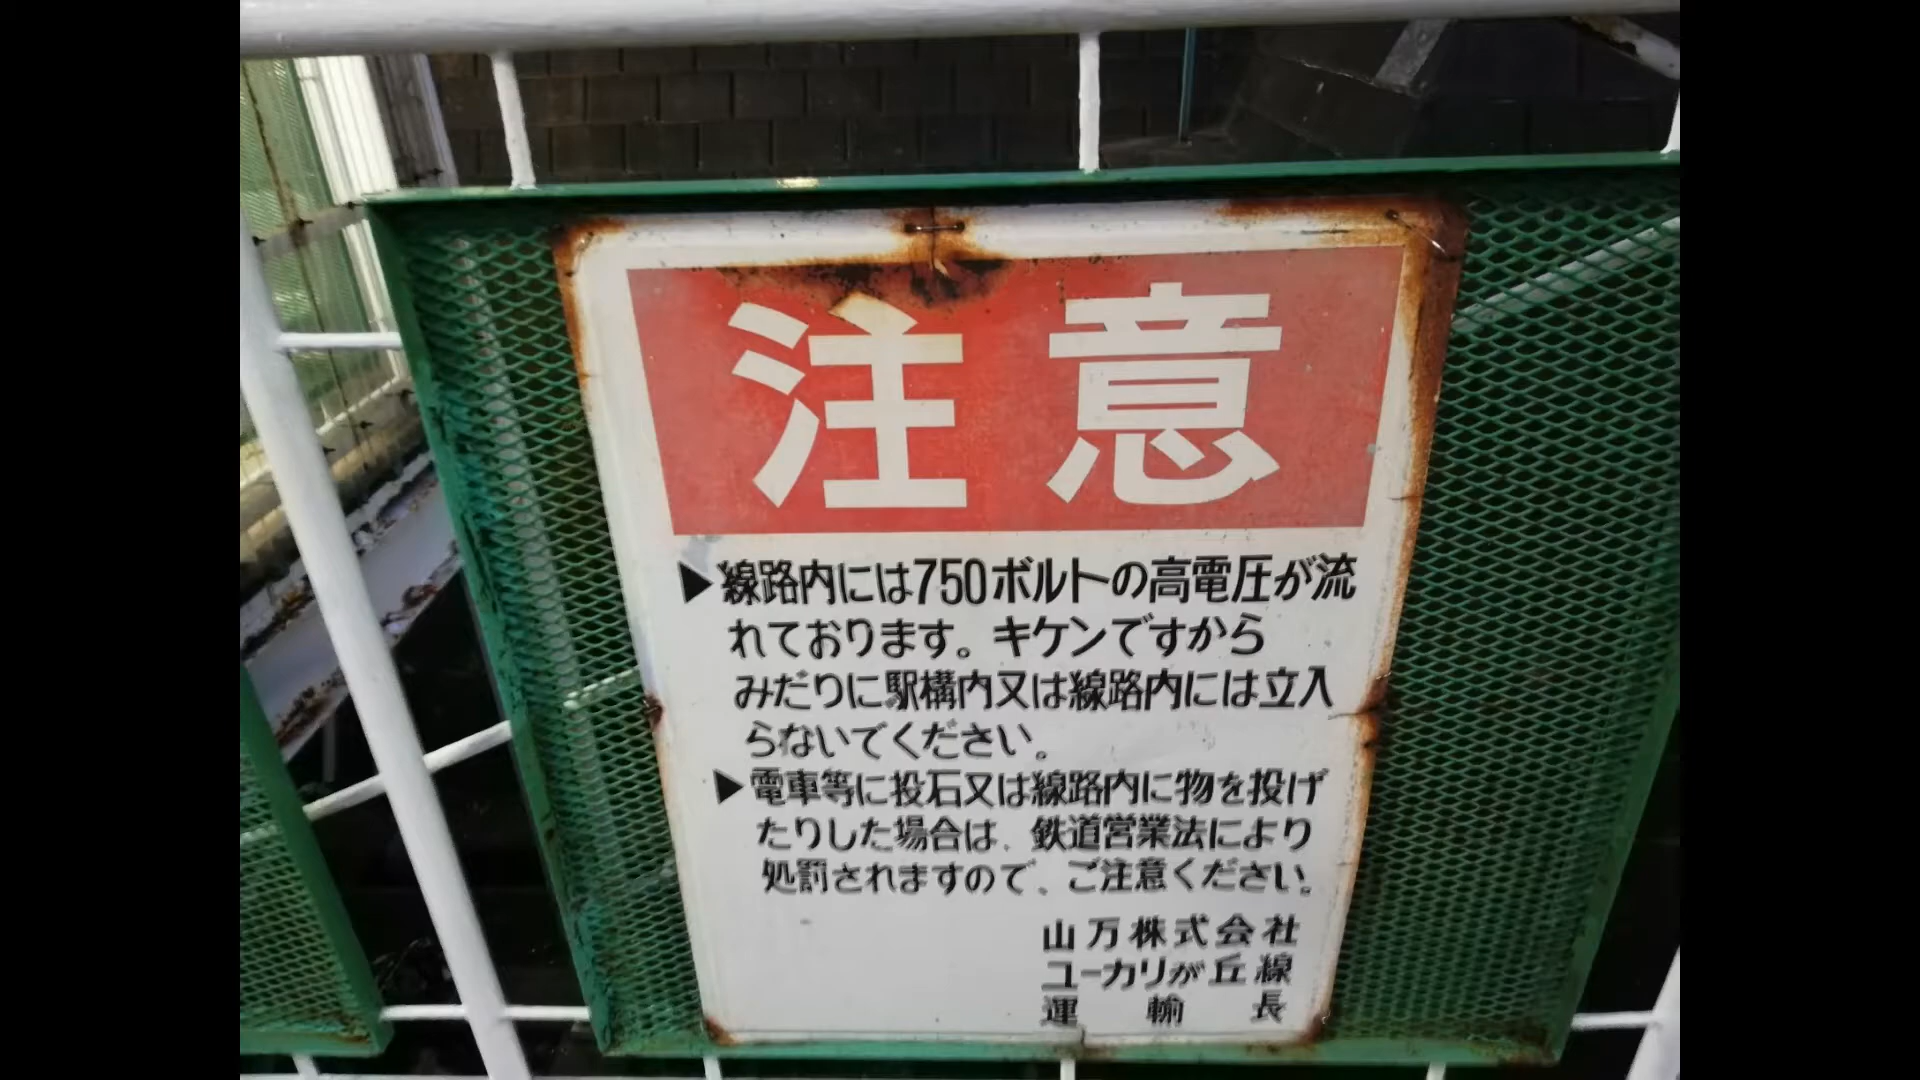 注意
▶線路内には750ボルトの高電圧が流
れております。キケンですから
みだりに駅構内又は線路内には立入
らないでください。
▶電車等に投石又は線路内に物を投げ
たりした場合は、鉄道営業法により
処罰されますので、ご注意ください。
山万株式会社
ユーカリが丘線
運輸長